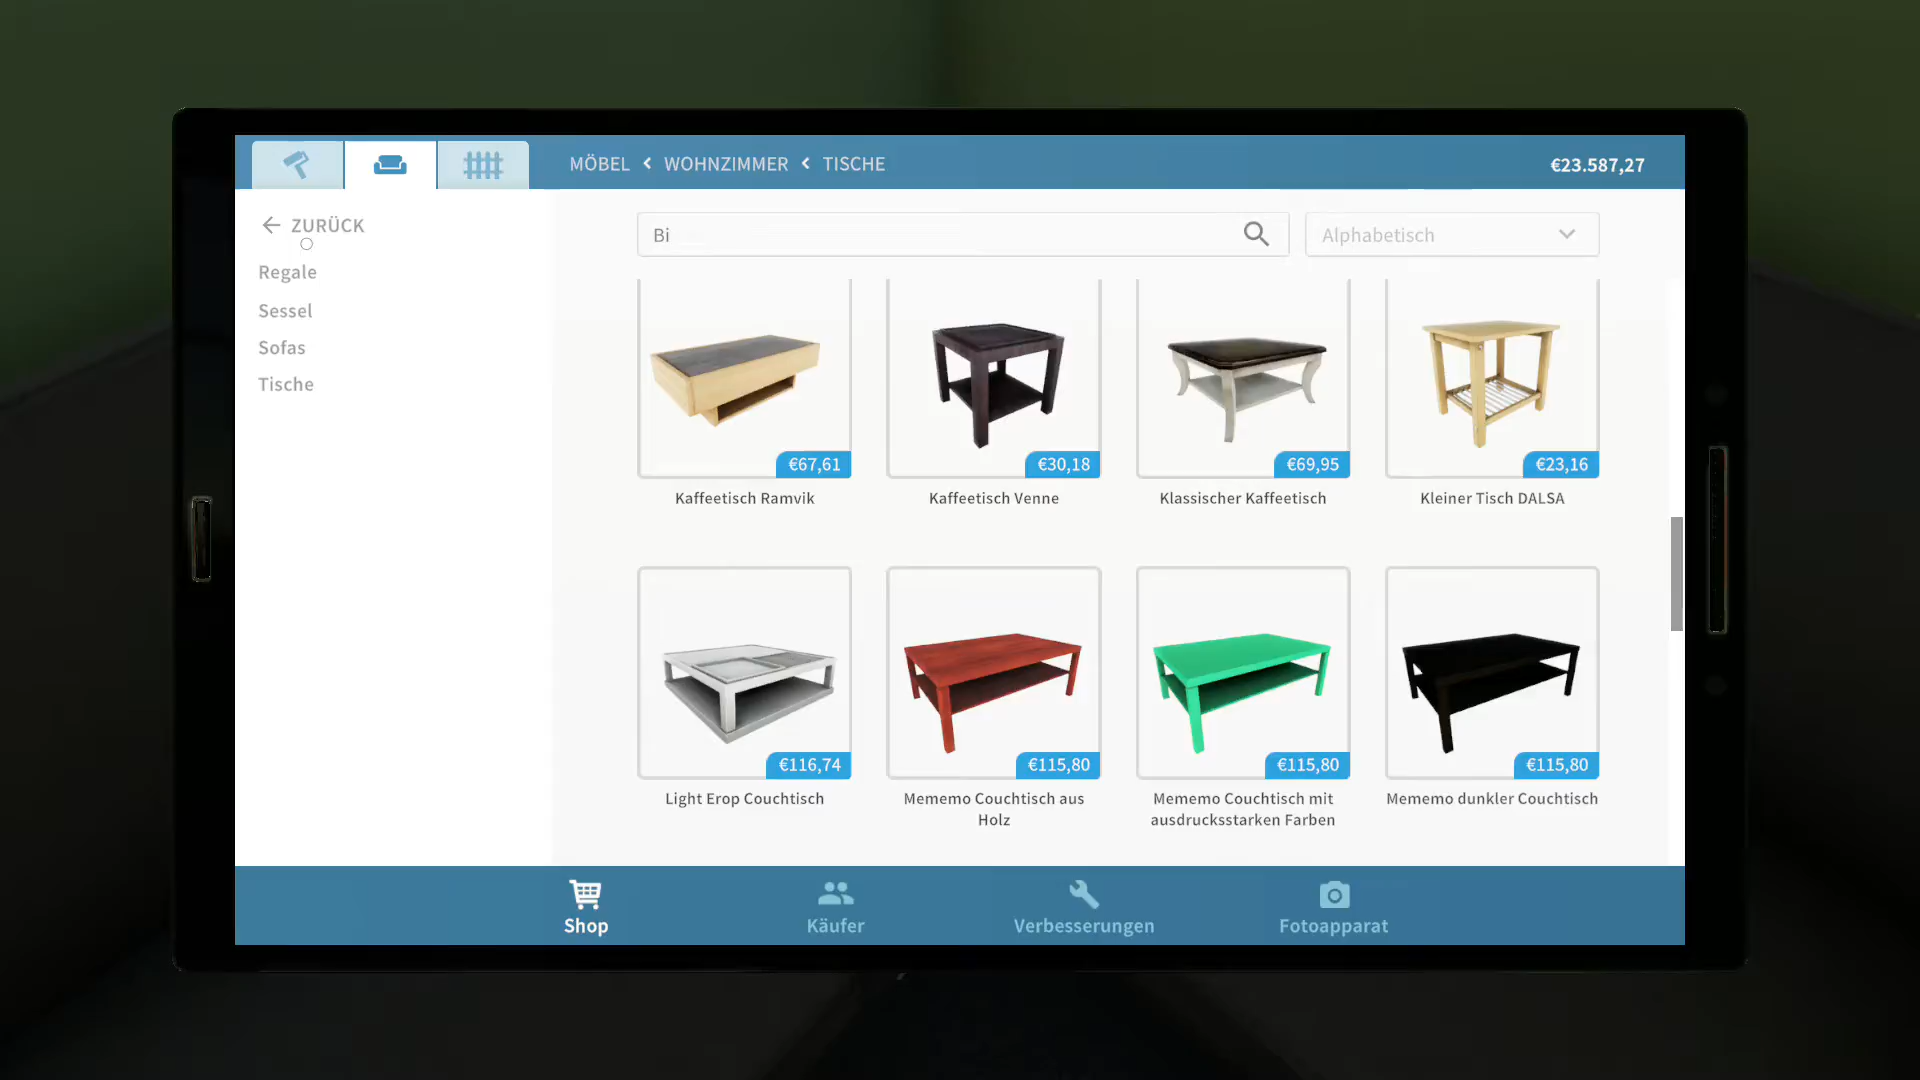 MÖBEL < WOHNZIMMER < TISCHE
€23.587,27
ZURÜCK
Regale
Sessel
Sofas
Tische
Bi
Alphabetisch
€67,61
Kaffeetisch Ramvik
€30,18
Kaffeetisch Venne
€69,95
Klassischer Kaffeetisch
€23,16
Kleiner Tisch DALSA
€116,74
Light Erop Couchtisch
€115,80
Mememo Couchtisch aus
Holz
€115,80
Mememo Couchtisch mit
ausdrucksstarken Farben
€115,80
Mememo dunkler Couchtisch
Shop
Käufer
Verbesserungen
Fotoapparat